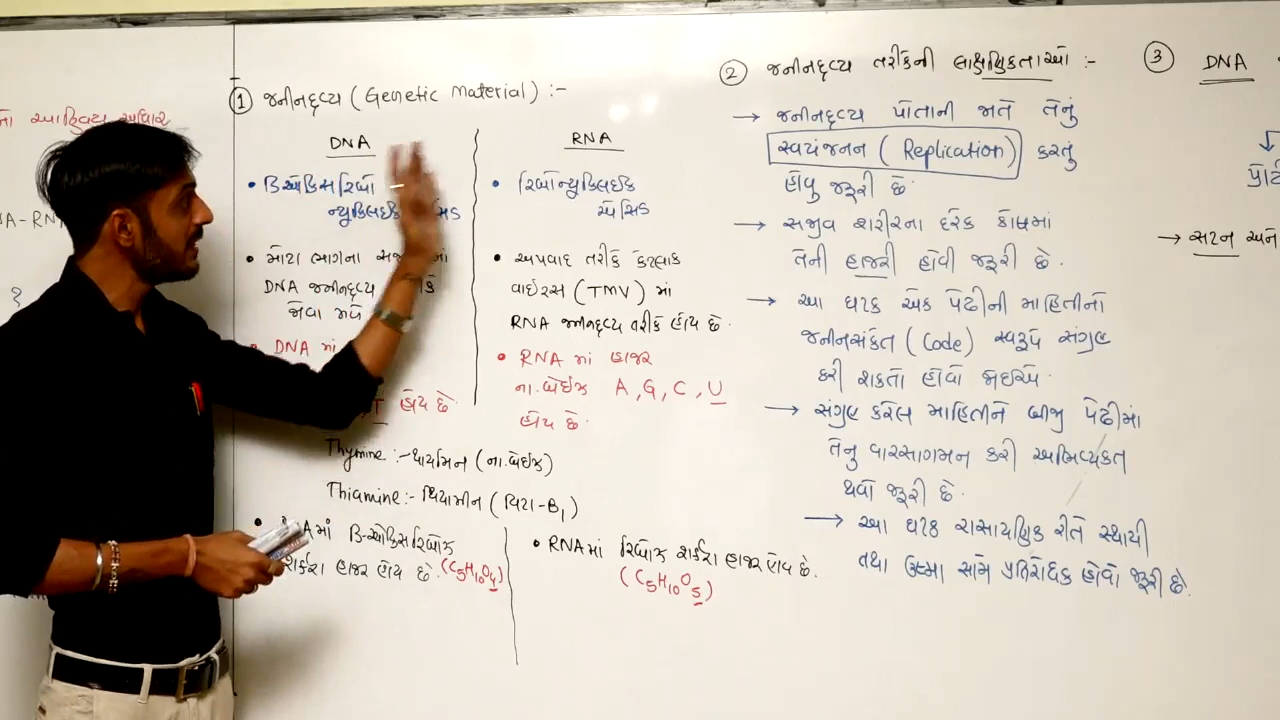 ના આણ્વિય આધાર
① જનીનદ્રવ્ય (Genetic Material) :-
DNA
• ડિઓક્સિરિબો
ન્યુક્લિઇક
• મોટા ભાગના
DNA જનીનદ્રવ્ય
જેવા મળે
• DNA માં
T હોય છે.
RNA
• રિબોન્યુક્લિઇક
એસિડ
• અપવાદ તરીકે કેટલાક
વાઇરસ (TMV) માં
RNA જનીનદ્રવ્ય તરીકે હોય છે.
• RNA માં હાજર
ના.બેઇઝ A, G, C, U
હોય છે.
Thymine :- થાયમિન (ના.બેઇઝ)
Thiamine :- થિયામીન (વિટા-B₁)
• માં ડિઓક્સિરિબોઝ
શર્કરા હાજર હોય છે. (C₅H₁₀O₄)
• RNA માં રિબોઝ શર્કરા હાજર હોય છે.
(C₅H₁₀O₅)
② જનીનદ્રવ્ય તરીકેની લાક્ષણિકતાઓ :-
→ જનીનદ્રવ્ય પોતાની જાતે તેનું
સ્વયંજનન (Replication) કરતું
હોવુ જરૂરી છે.
→ સજીવ શરીરના દરેક કોષમાં
તેની હાજરી હોવી જરૂરી છે.
→ આ ઘટક એક પેઢીની માહિતીનો
જનીનસંકેત (Code) સ્વરૂપે સંગ્રહ
કરી શકતો હોવો જોઇએ.
→ સંગ્રહ કરેલ માહિતીને બીજી પેઢીમાં
તેનુ વારસાગમન કરી અભિવ્યક્ત
થવો જરૂરી છે.
→ આ ઘટક રાસાયણિક રીતે સ્થાયી
તથા ઉષ્મા સામે પ્રતિરોધક હોવો જરૂરી છે.
③ DNA
→ સટન અને